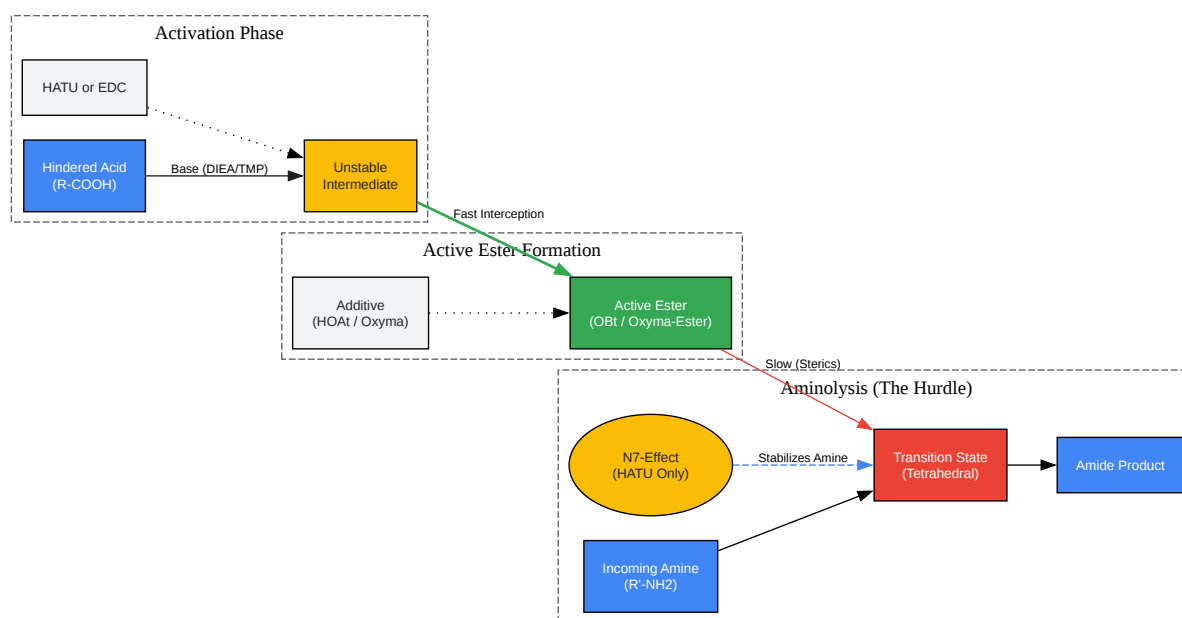 Activation Phase
HATU or EDC
Hindered Acid
(R-COOH)
Base (DIEA/TMP)
Unstable
Intermediate
Fast Interception
Active Ester Formation
Additive
(HOAt / Oxyma)
Active Ester
(OBt / Oxyma-Ester)
Slow (Sterics)
Aminolysis (The Hurdle)
N7-Effect
(HATU Only)
Stabilizes Amine
Transition State
(Tetrahedral)
Amide Product
Incoming Amine
(R'-NH2)